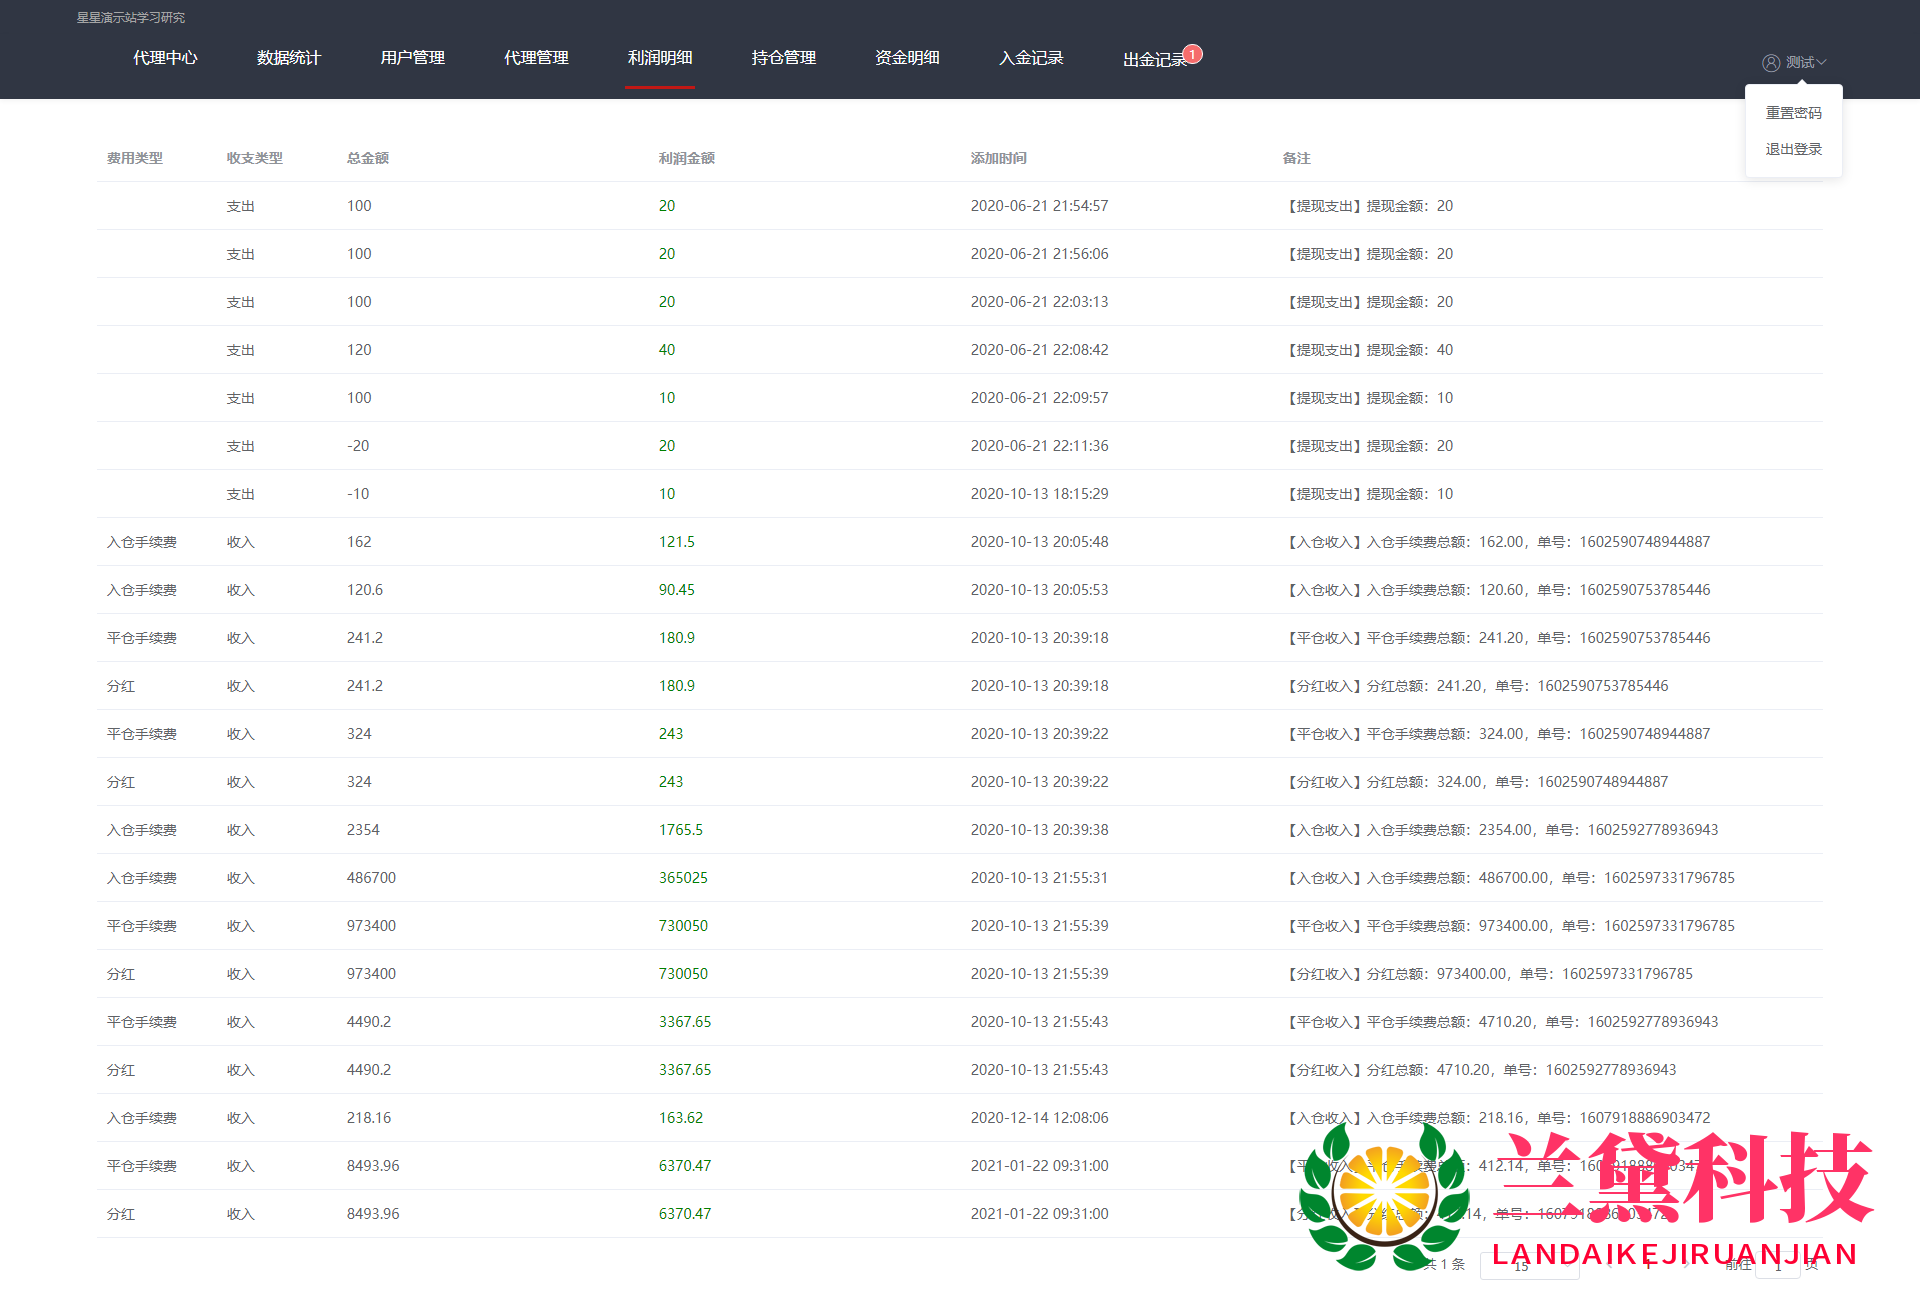 星星演示站学习研究
代理中心 数据统计 用户管理 代理管理 利润明细 持仓管理 资金明细 入金记录 出金记录 1
测试
重置密码
退出登录
费用类型 收支类型 总金额 利润金额 添加时间 备注
支出 100 20 2020-06-21 21:54:57 【提现支出】提现金额：20
支出 100 20 2020-06-21 21:56:06 【提现支出】提现金额：20
支出 100 20 2020-06-21 22:03:13 【提现支出】提现金额：20
支出 120 40 2020-06-21 22:08:42 【提现支出】提现金额：40
支出 100 10 2020-06-21 22:09:57 【提现支出】提现金额：10
支出 -20 20 2020-06-21 22:11:36 【提现支出】提现金额：20
支出 -10 10 2020-10-13 18:15:29 【提现支出】提现金额：10
入仓手续费 收入 162 121.5 2020-10-13 20:05:48 【入仓收入】入仓手续费总额：162.00，单号：1602590748944887
入仓手续费 收入 120.6 90.45 2020-10-13 20:05:53 【入仓收入】入仓手续费总额：120.60，单号：1602590753785446
平仓手续费 收入 241.2 180.9 2020-10-13 20:39:18 【平仓收入】平仓手续费总额：241.20，单号：1602590753785446
分红 收入 241.2 180.9 2020-10-13 20:39:18 【分红收入】分红总额：241.20，单号：1602590753785446
平仓手续费 收入 324 243 2020-10-13 20:39:22 【平仓收入】平仓手续费总额：324.00，单号：1602590748944887
分红 收入 324 243 2020-10-13 20:39:22 【分红收入】分红总额：324.00，单号：1602590748944887
入仓手续费 收入 2354 1765.5 2020-10-13 20:39:38 【入仓收入】入仓手续费总额：2354.00，单号：1602592778936943
入仓手续费 收入 486700 365025 2020-10-13 21:55:31 【入仓收入】入仓手续费总额：486700.00，单号：1602597331796785
平仓手续费 收入 973400 730050 2020-10-13 21:55:39 【平仓收入】平仓手续费总额：973400.00，单号：1602597331796785
分红 收入 973400 730050 2020-10-13 21:55:39 【分红收入】分红总额：973400.00，单号：1602597331796785
平仓手续费 收入 4490.2 3367.65 2020-10-13 21:55:43 【平仓收入】平仓手续费总额：4710.20，单号：1602592778936943
分红 收入 4490.2 3367.65 2020-10-13 21:55:43 【分红收入】分红总额：4710.20，单号：1602592778936943
入仓手续费 收入 218.16 163.62 2020-12-14 12:08:06 【入仓收入】入仓手续费总额：218.16，单号：1607918886903472
平仓手续费 收入 8493.96 6370.47 2021-01-22 09:31:00 412.14，单号：
分红 收入 8493.96 6370.47 2021-01-22 09:31:00 单号：
兰黛科技
LANDAIKEJIRUANJIAN
共 1 条 15 1 前往 1 页